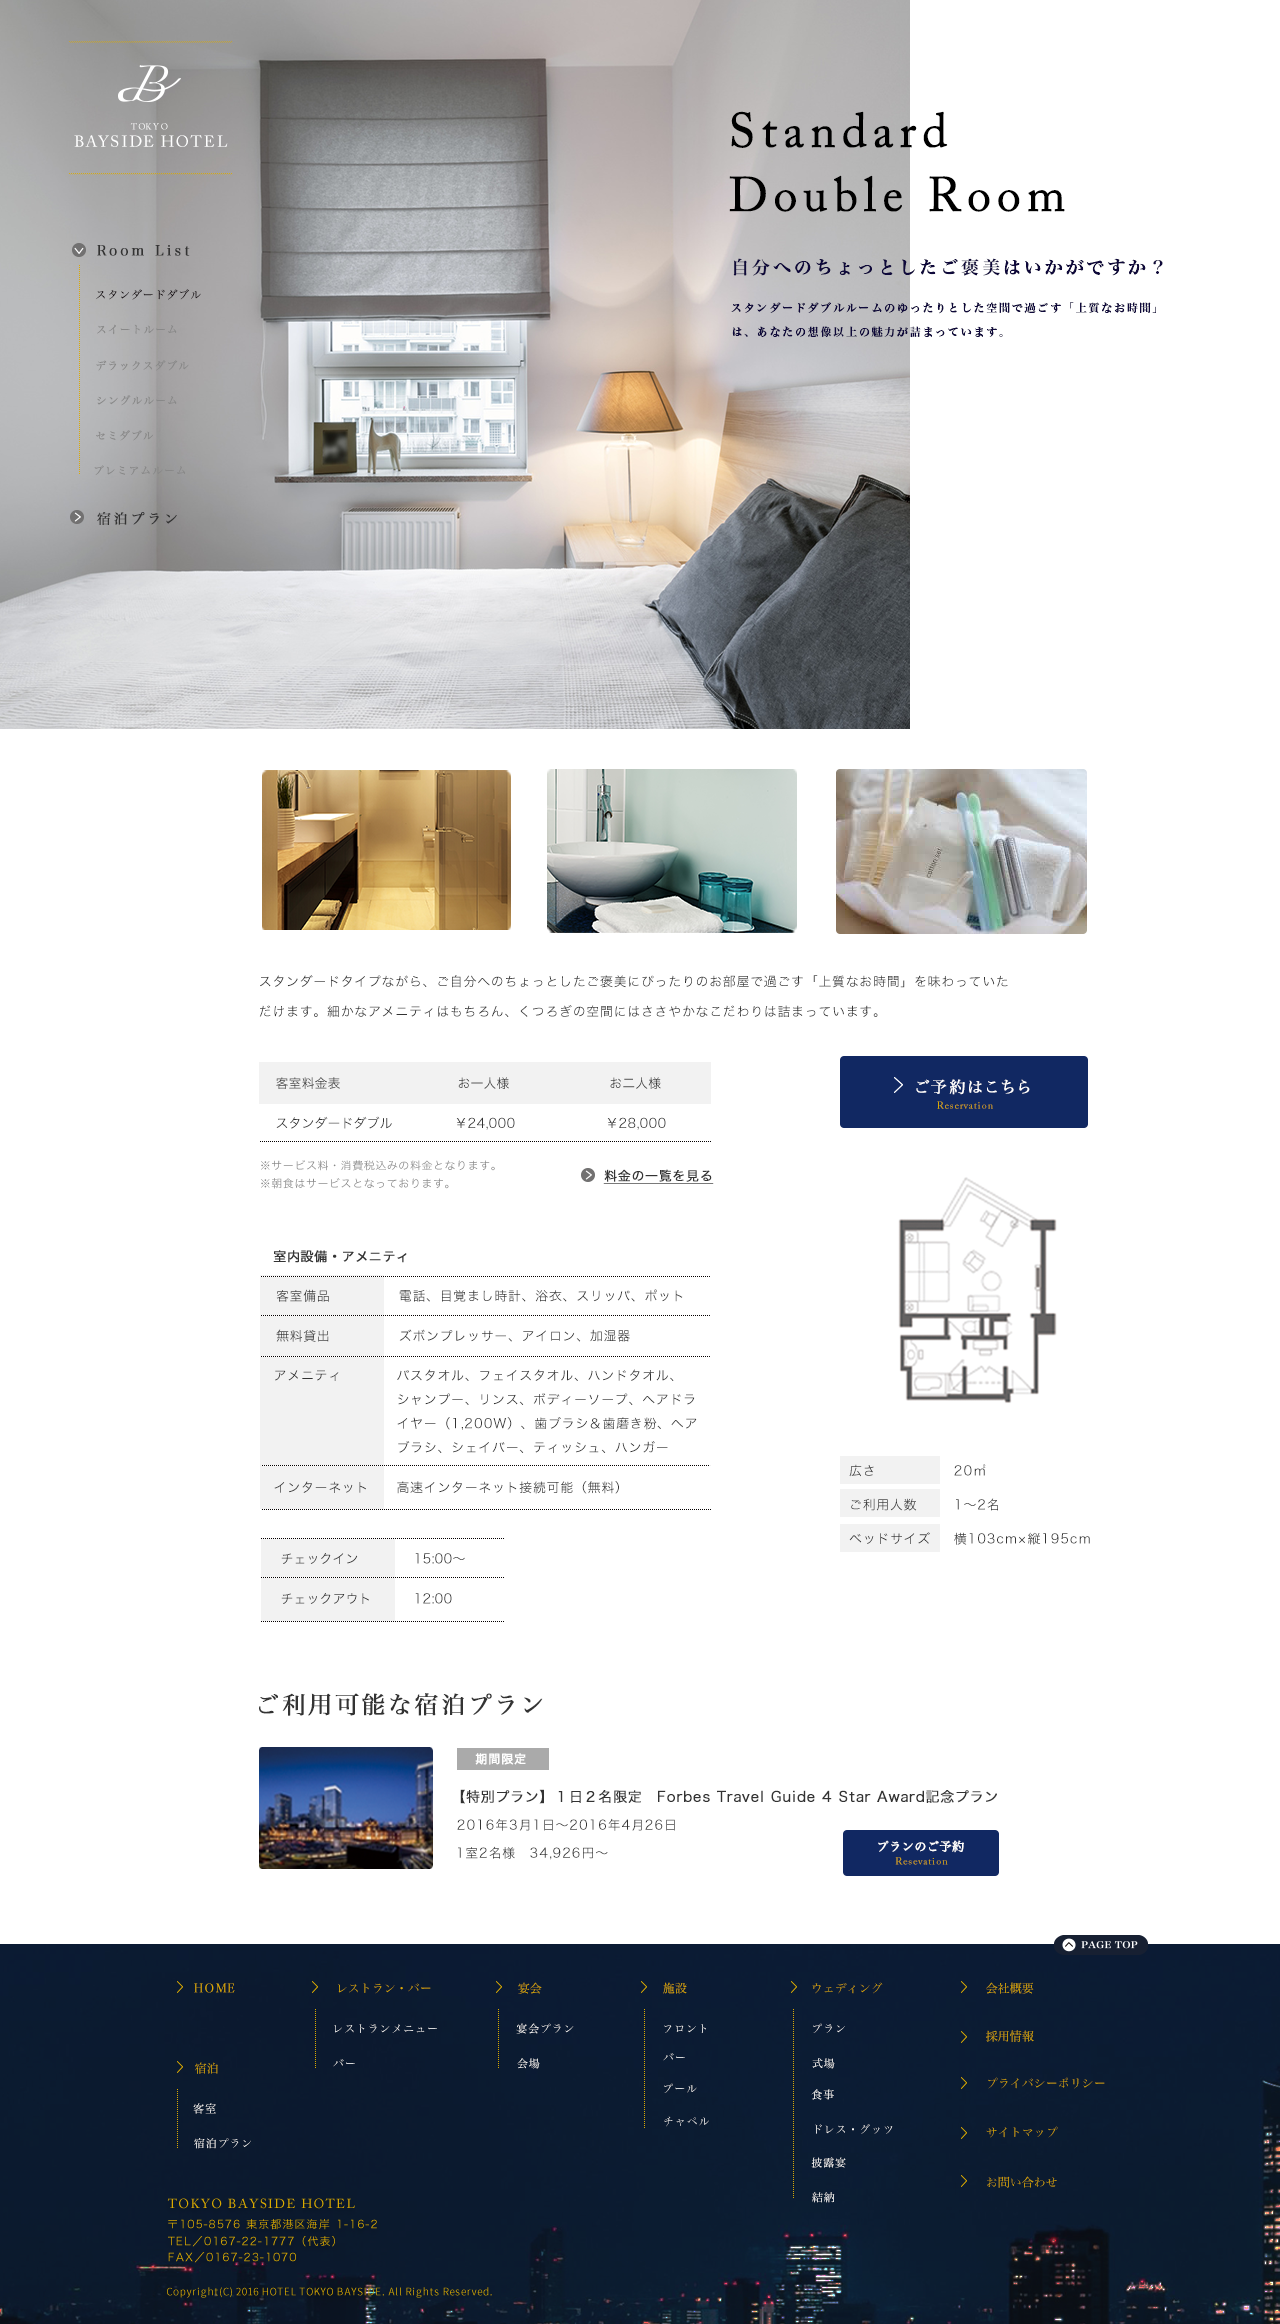 B
TOKYO
BAYSIDE HOTEL
Room List
スタンダードダブル
スイートルーム
デラックスダブル
シングルルーム
セミダブル
プレミアムルーム
宿泊プラン
Standard
Double Room
自分へのちょっとしたご褒美はいかがですか？
スタンダードダブルルームのゆったりとした空間で過ごす「上質なお時間」
は、あなたの想像以上の魅力が詰まっています。
cotton set
スタンダードタイプながら、ご自分へのちょっとしたご褒美にぴったりのお部屋で過ごす「上質なお時間」を味わっていた
だけます。細かなアメニティはもちろん、くつろぎの空間にはささやかなこだわりは詰まっています。
客室料金表 お一人様 お二人様
スタンダードダブル ￥24,000 ￥28,000
※サービス料・消費税込みの料金となります。
※朝食はサービスとなっております。
料金の一覧を見る
ご予約はこちら
Reservation
室内設備・アメニティ
客室備品 電話、目覚まし時計、浴衣、スリッパ、ポット
無料貸出 ズボンプレッサー、アイロン、加湿器
アメニティ バスタオル、フェイスタオル、ハンドタオル、
シャンプー、リンス、ボディーソープ、ヘアドラ
イヤー（1,200W）、歯ブラシ＆歯磨き粉、ヘア
ブラシ、シェイバー、ティッシュ、ハンガー
インターネット 高速インターネット接続可能（無料）
チェックイン 15:00〜
チェックアウト 12:00
広さ 20㎡
ご利用人数 1〜2名
ベッドサイズ 横103cm×縦195cm
ご利用可能な宿泊プラン
期間限定
【特別プラン】１日２名限定　Forbes Travel Guide 4 Star Award記念プラン
2016年3月1日〜2016年4月26日
1室2名様　34,926円〜
プランのご予約
Resevation
PAGE TOP
HOME
宿泊
客室
宿泊プラン
レストラン・バー
レストランメニュー
バー
宴会
宴会プラン
会場
施設
フロント
バー
プール
チャペル
ウェディング
プラン
式場
食事
ドレス・グッツ
披露宴
結納
会社概要
採用情報
プライバシーポリシー
サイトマップ
お問い合わせ
TOKYO BAYSIDE HOTEL
〒105-8576 東京都港区海岸 1-16-2
TEL／0167-22-1777（代表）
FAX／0167-23-1070
Copyright(C) 2016 HOTEL TOKYO BAYSIDE. All Rights Reserved.